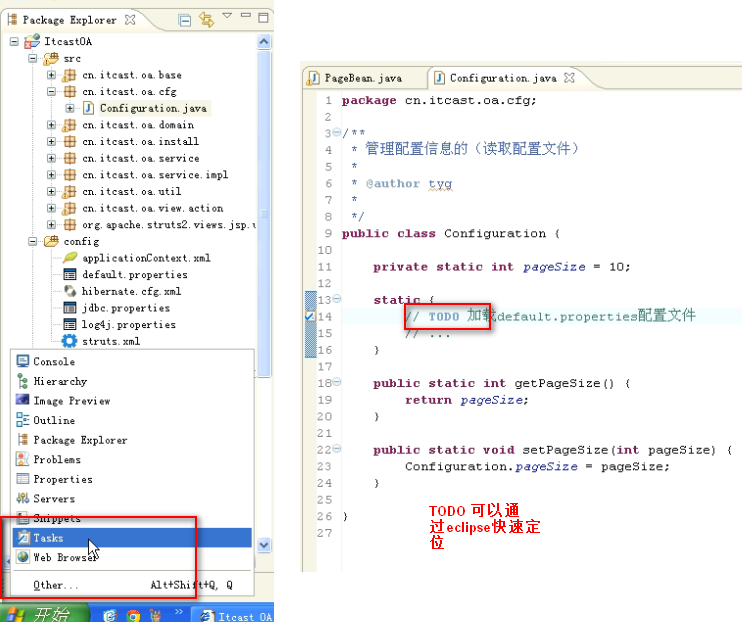 Package Explorer
ItcastOA
src
cn.itcast.oa.base
cn.itcast.oa.cfg
Configuration.java
cn.itcast.oa.domain
cn.itcast.oa.install
cn.itcast.oa.service
cn.itcast.oa.service.impl
cn.itcast.oa.util
cn.itcast.oa.view.action
org.apache.struts2.views.jsp.
config
applicationContext.xml
default.properties
hibernate.cfg.xml
jdbc.properties
log4j.properties
struts.xml
Console
Hierarchy
Image Preview
Outline
Package Explorer
Problems
Properties
Servers
Snippets
Tasks
Web Browser
Other... Alt+Shift+Q, Q
开始 » Itcast OA
PageBean.java Configuration.java
1 package cn.itcast.oa.cfg;
2
3 /**
4 * 管理配置信息的（读取配置文件）
5 *
6 * @author tyg
7 *
8 */
9 public class Configuration {
10
11 private static int pageSize = 10;
12
13 static {
14 // TODO 加载default.properties配置文件
15 // ...
16 }
17
18 public static int getPageSize() {
19 return pageSize;
20 }
21
22 public static void setPageSize(int pageSize) {
23 Configuration.pageSize = pageSize;
24 }
25
26 }
27
TODO 可以通
过eclipse快速定
位